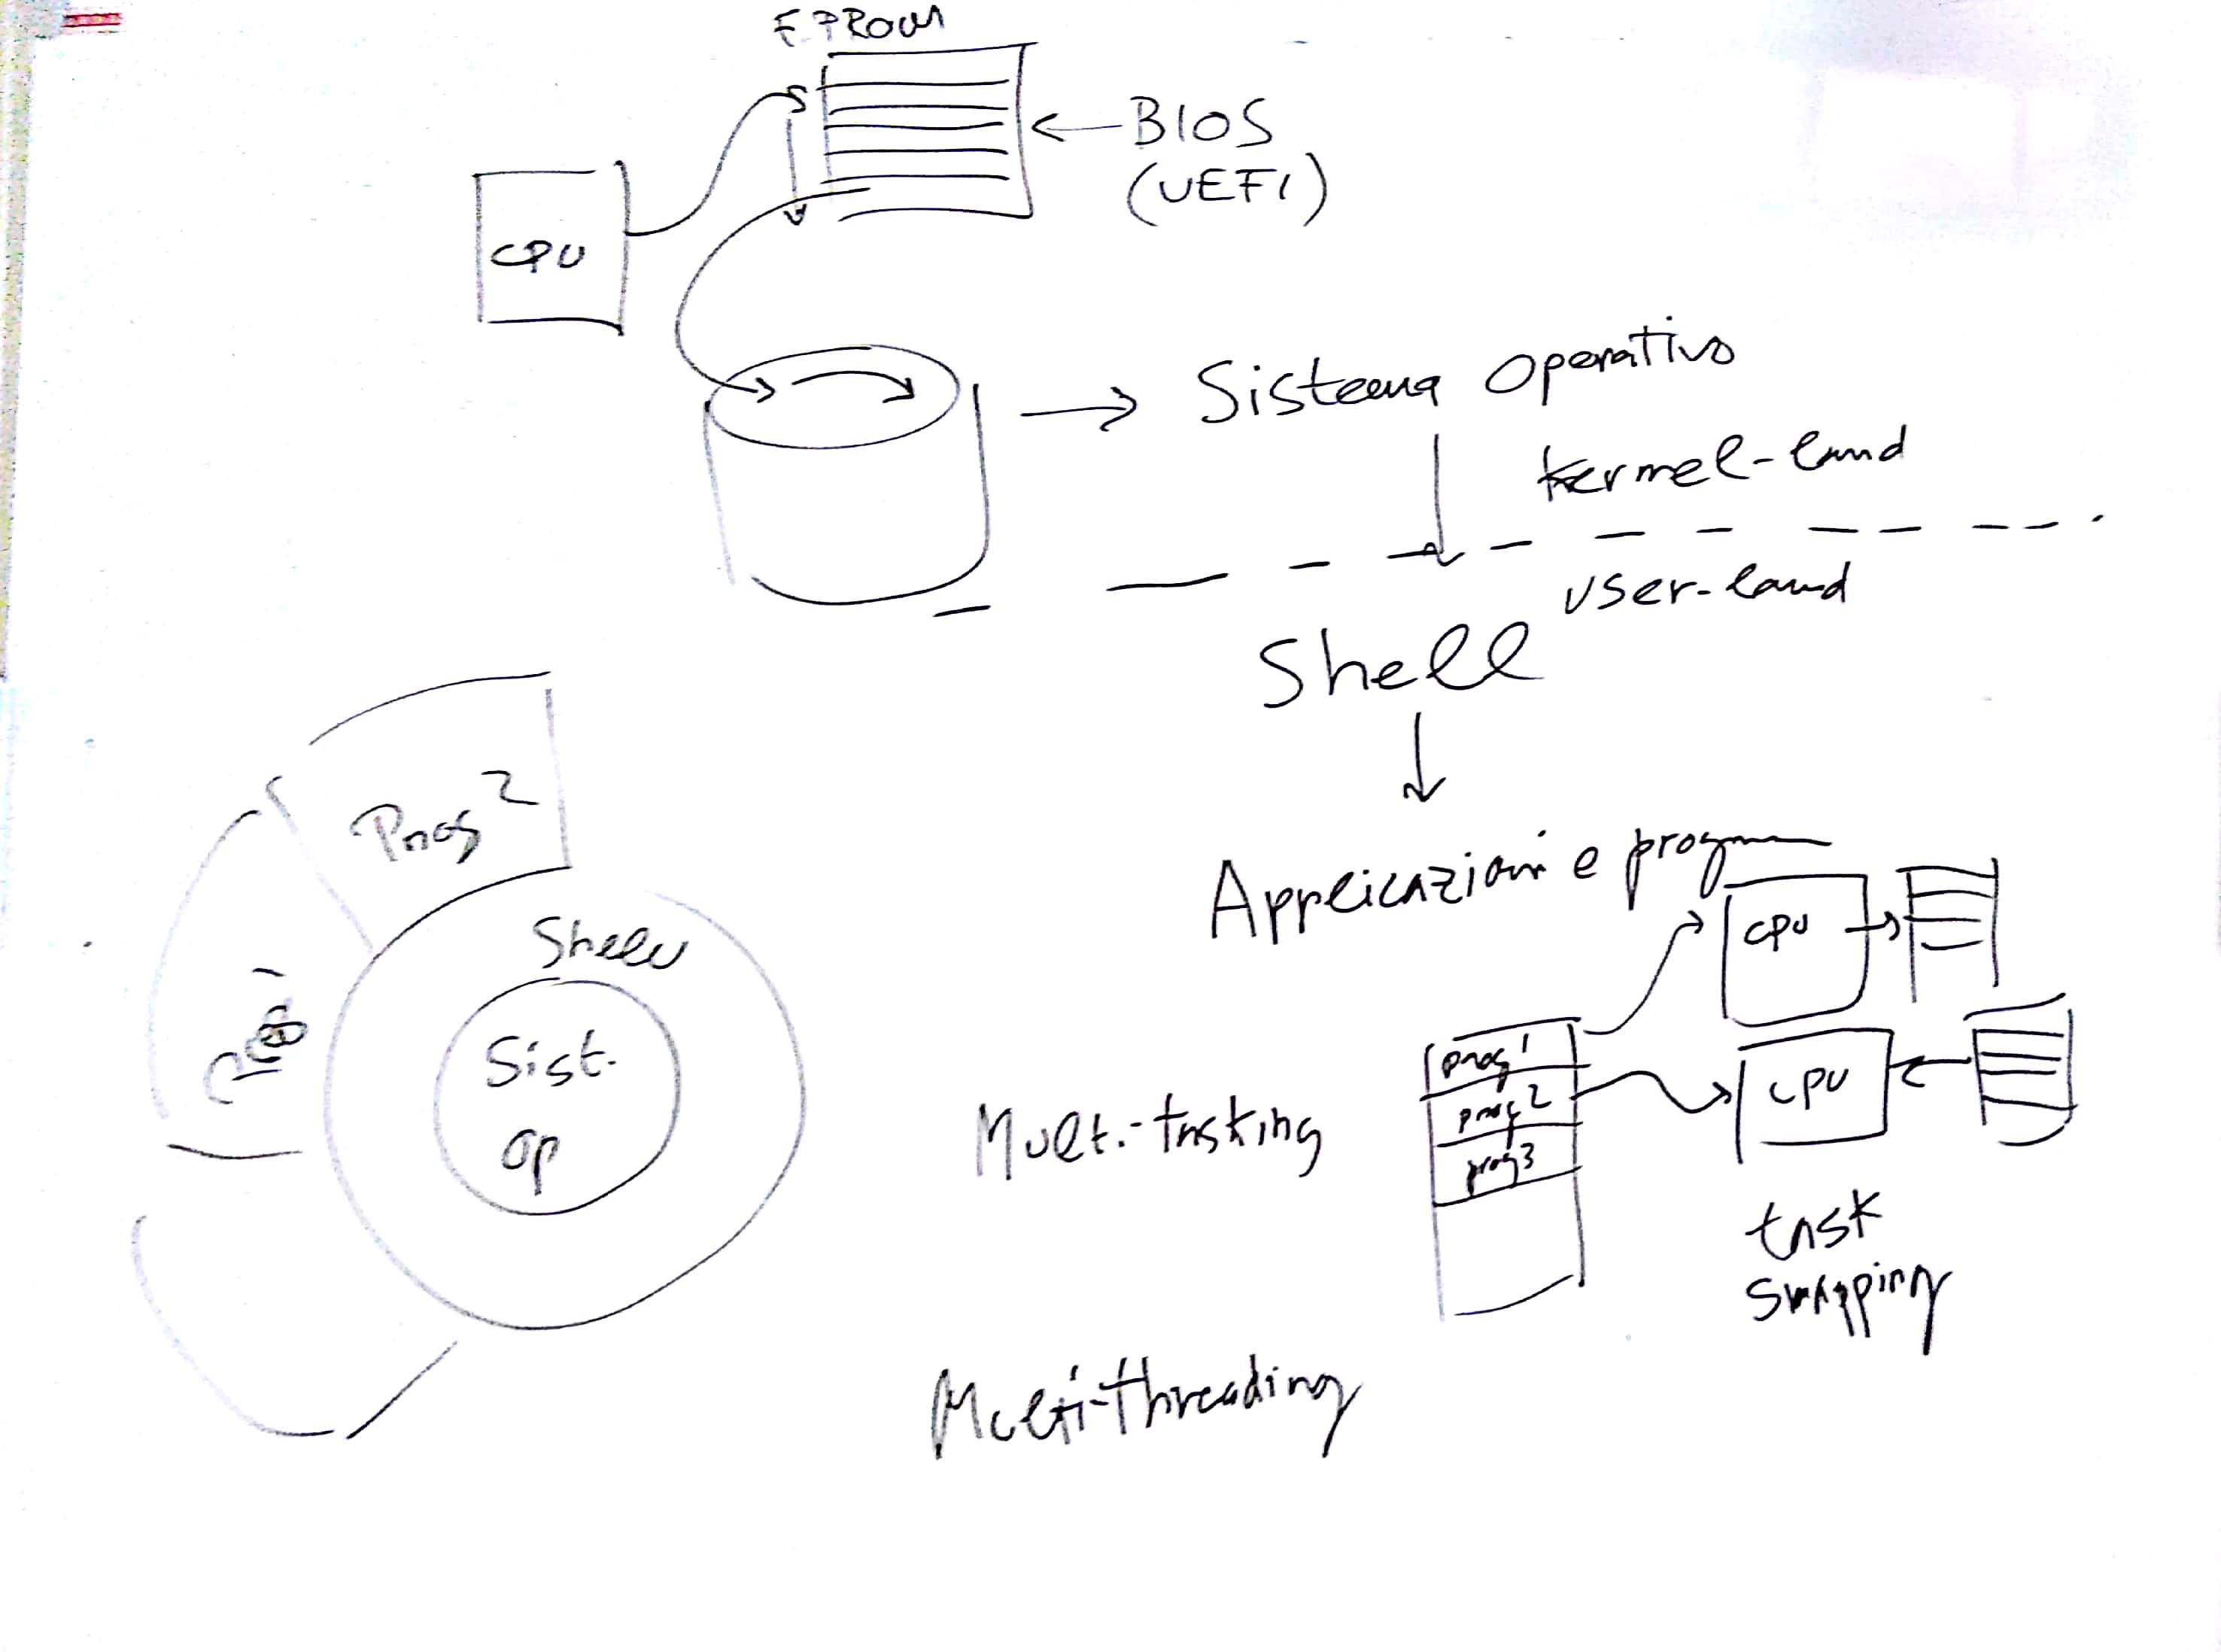 EPROM
BIOS
(UEFI)
CPU
Sistema Operativo
kernel-land
user-land
Shell
Applicazioni e
Prog 2
Shell
Sist.
op
Prog 1
cpu
prog 1
prog 2
prog 3
cpu
Multi-tasking
task
swapping
Multi-threading